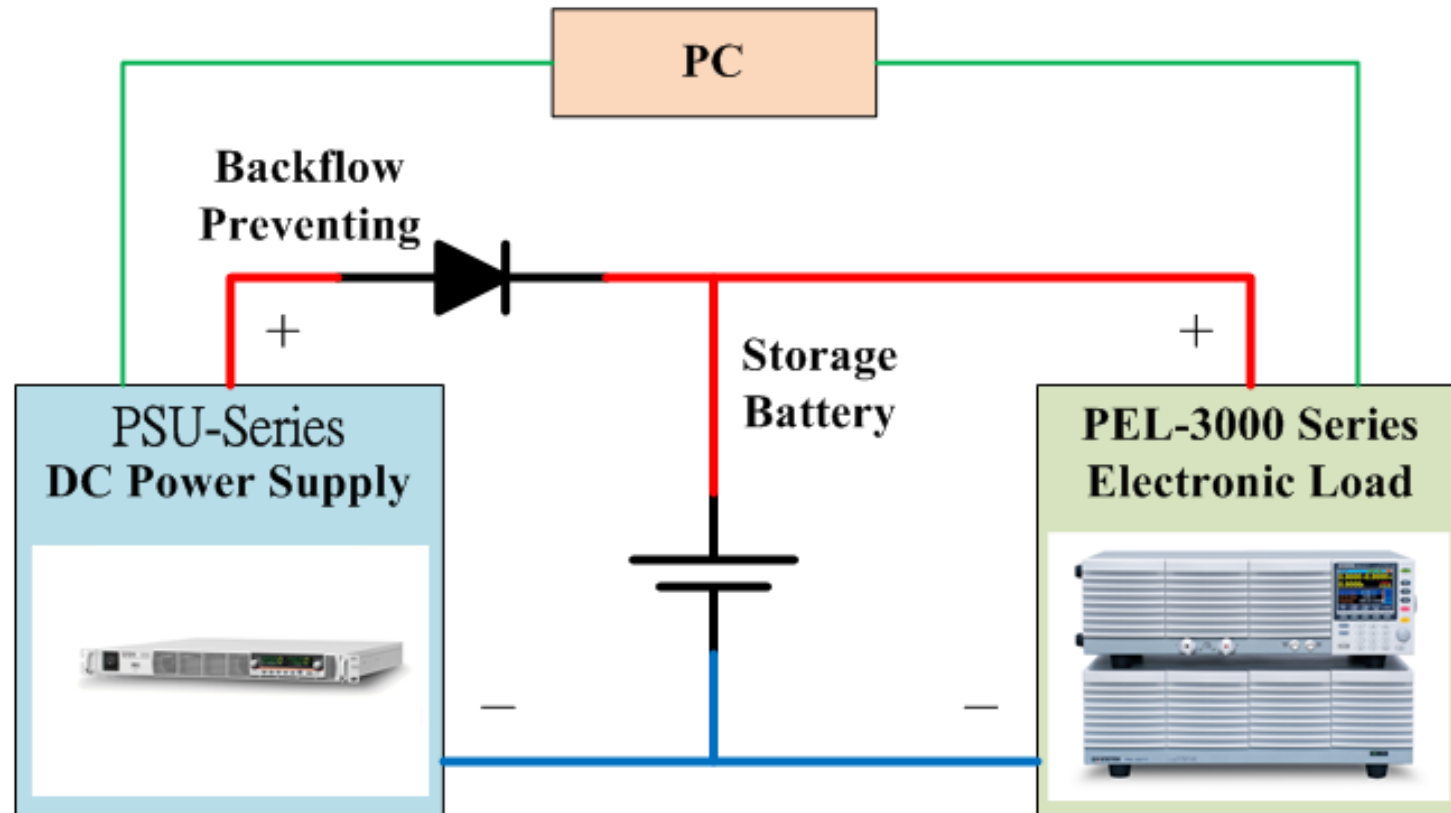 PC
Backflow
Preventing
+
+
Storage
Battery
PSU-Series
DC Power Supply
PEL-3000 Series
Electronic Load
−
−